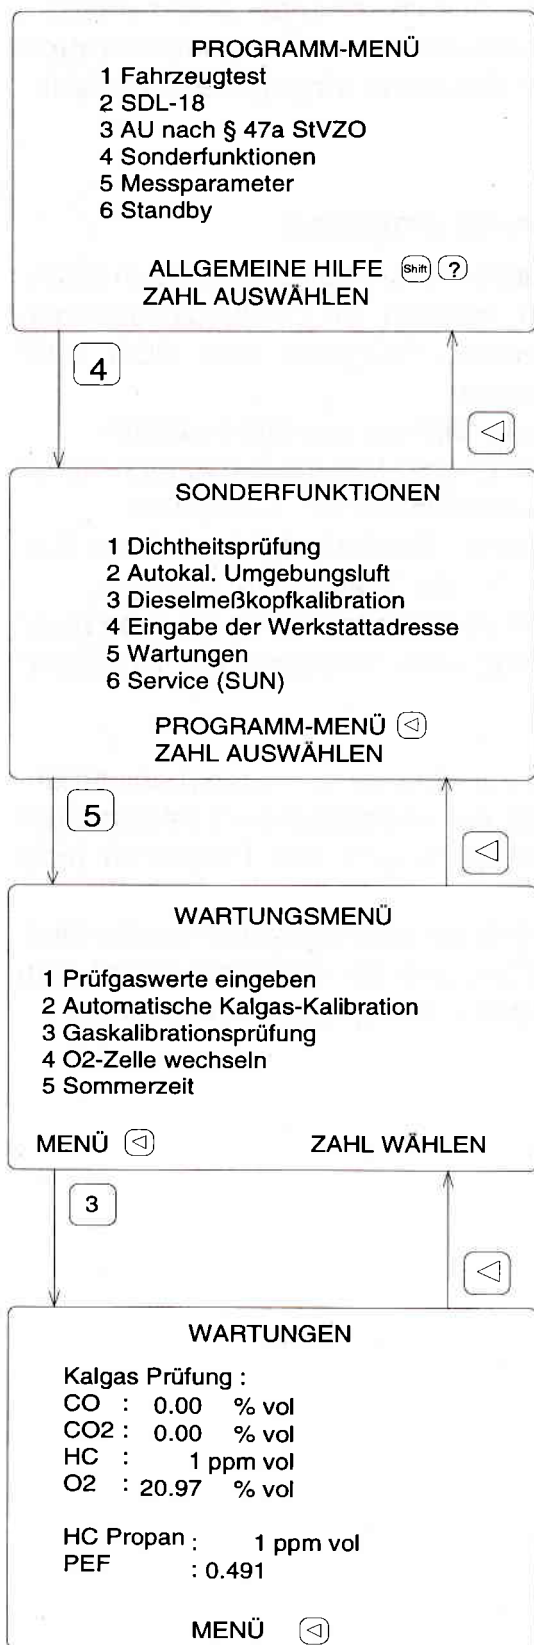 PROGRAMM-MENÜ
1 Fahrzeugtest
2 SDL-18
3 AU nach § 47a StVZO
4 Sonderfunktionen
5 Messparameter
6 Standby
ALLGEMEINE HILFE Shift ?
ZAHL AUSWÄHLEN
4
SONDERFUNKTIONEN
1 Dichtheitsprüfung
2 Autokal. Umgebungsluft
3 Dieselmeßkopfkalibration
4 Eingabe der Werkstattadresse
5 Wartungen
6 Service (SUN)
PROGRAMM-MENÜ
ZAHL AUSWÄHLEN
5
WARTUNGSMENÜ
1 Prüfgaswerte eingeben
2 Automatische Kalgas-Kalibration
3 Gaskalibrationsprüfung
4 O2-Zelle wechseln
5 Sommerzeit
MENÜ ZAHL WÄHLEN
3
WARTUNGEN
Kalgas Prüfung :
CO : 0.00 % vol
CO2 : 0.00 % vol
HC : 1 ppm vol
O2 : 20.97 % vol
HC Propan : 1 ppm vol
PEF : 0.491
MENÜ